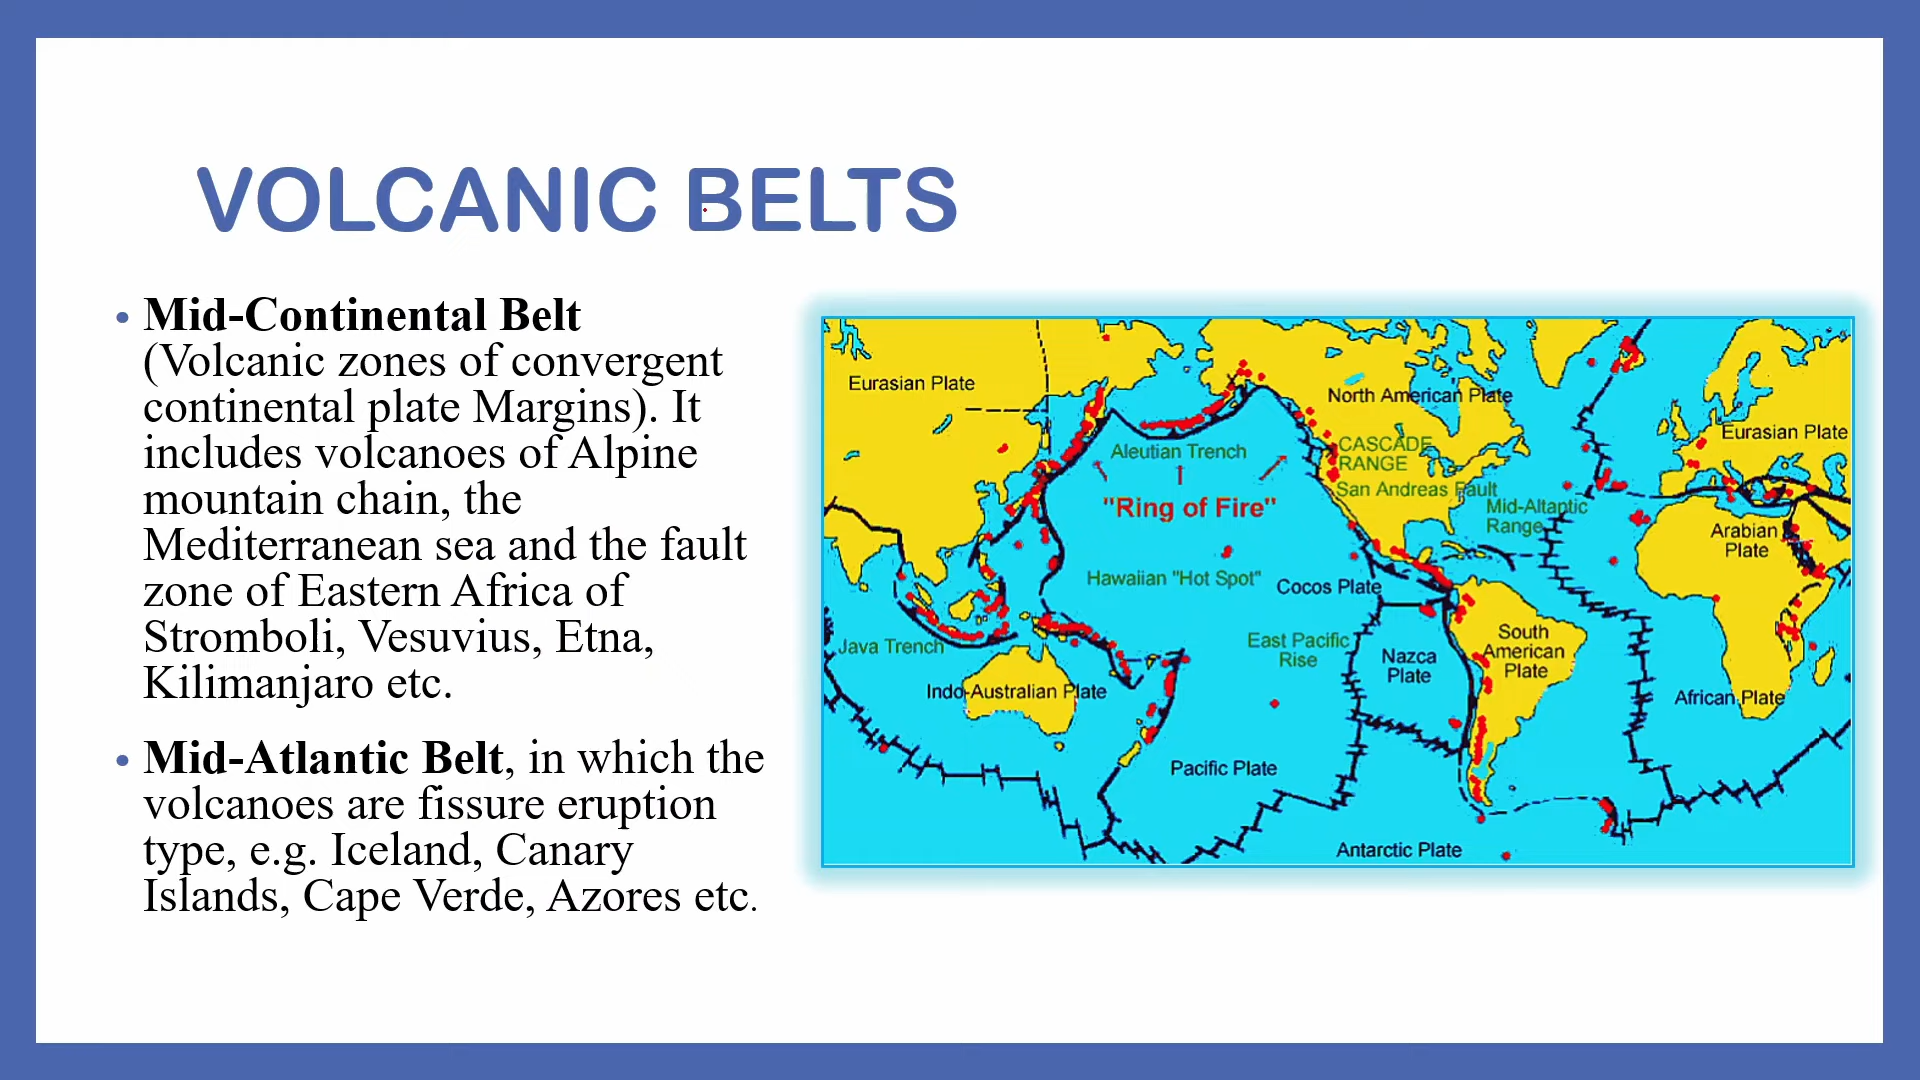 VOLCANIC BELTS
• Mid-Continental Belt
(Volcanic zones of convergent
continental plate Margins). It
includes volcanoes of Alpine
mountain chain, the
Mediterranean sea and the fault
zone of Eastern Africa of
Stromboli, Vesuvius, Etna,
Kilimanjaro etc.
• Mid-Atlantic Belt, in which the
volcanoes are fissure eruption
type, e.g. Iceland, Canary
Islands, Cape Verde, Azores etc.
Eurasian Plate
North American Plate
Eurasian Plate
Aleutian Trench
CASCADE
RANGE
"Ring of Fire"
San Andreas Fault
Mid-Altantic
Range
Arabian
Plate
Hawaiian "Hot Spot"
Cocos Plate
Java Trench
East Pacific
Rise
Nazca
Plate
South
American
Plate
Indo-Australian Plate
African Plate
Pacific Plate
Antarctic Plate